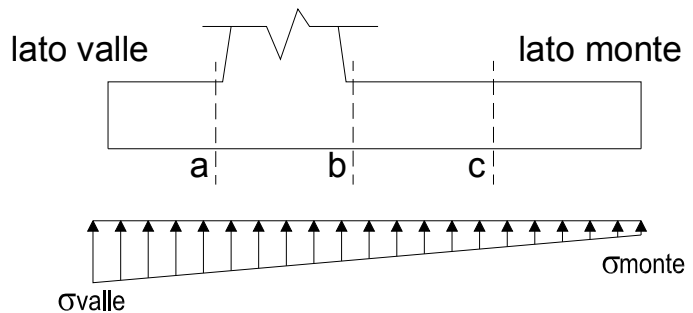 lato valle
lato monte
a
b
c
σvalle
σmonte